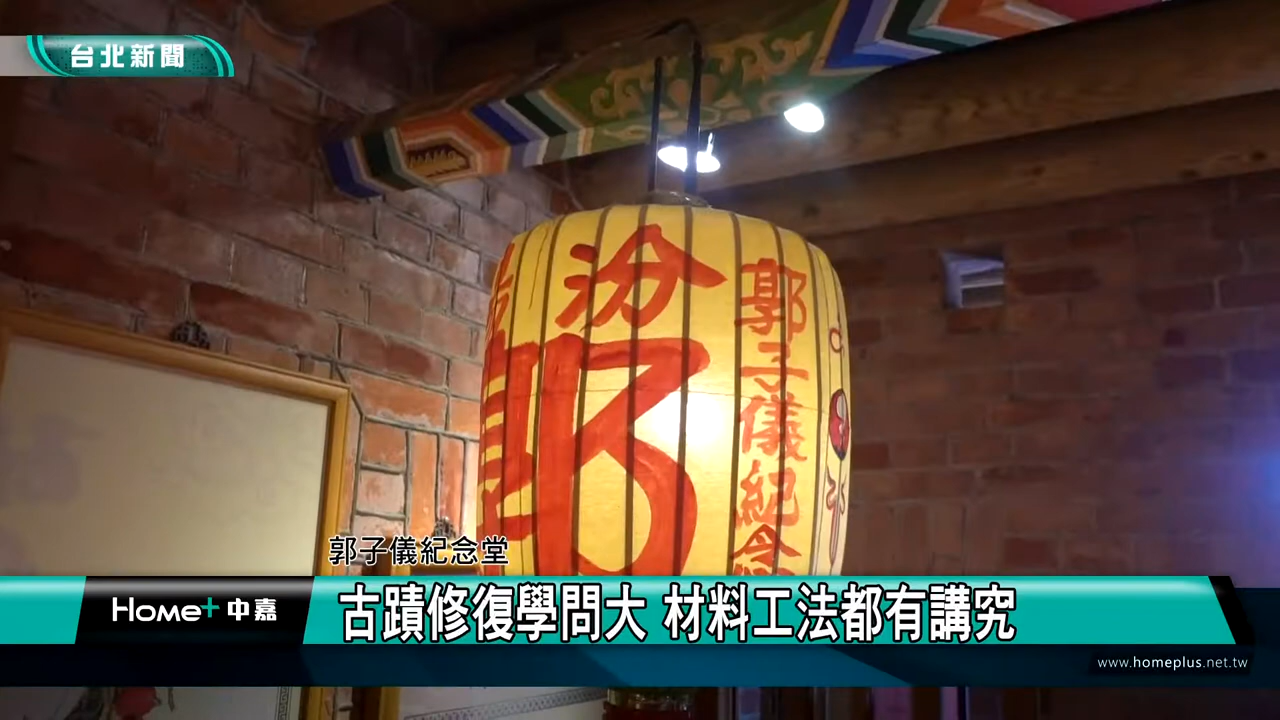 台北新聞
汾
郭
郭子儀紀念
郭子儀紀念堂
Home+ 中嘉
古蹟修復學問大 材料工法都有講究
www.homeplus.net.tw